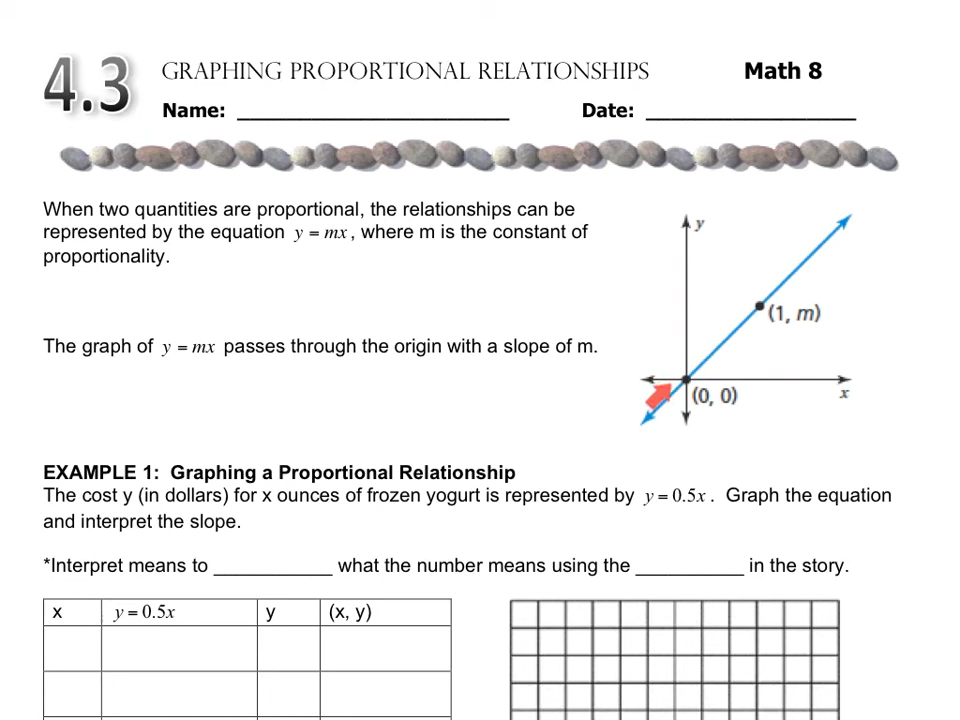 4.3 GRAPHING PROPORTIONAL RELATIONSHIPS Math 8
Name: ______________________ Date: _________________
When two quantities are proportional, the relationships can be
represented by the equation y = mx, where m is the constant of
proportionality.
y
(1, m)
The graph of y = mx passes through the origin with a slope of m.
(0, 0)
x
EXAMPLE 1: Graphing a Proportional Relationship
The cost y (in dollars) for x ounces of frozen yogurt is represented by y = 0.5x. Graph the equation
and interpret the slope.
*Interpret means to ___________ what the number means using the __________ in the story.
x y = 0.5x y (x, y)